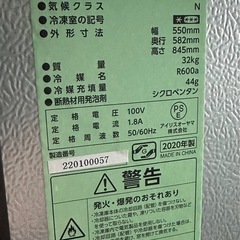 ●気候クラス N
●冷凍室の記号
●外形寸法 幅 550mm
奥行 582mm
高さ 845mm
●質量 32kg
●冷媒 R600a
●冷媒封入量 44g
●断熱材用発泡剤 シクロペンタン
定格電圧 100V
定格電流 1.8A
定格周波数 50/60Hz
PS
E
アイリスオーヤマ
株式会社
製造番号
220100057
2020年製
MADE IN CHINA
警告
発火・爆発のおそれあり